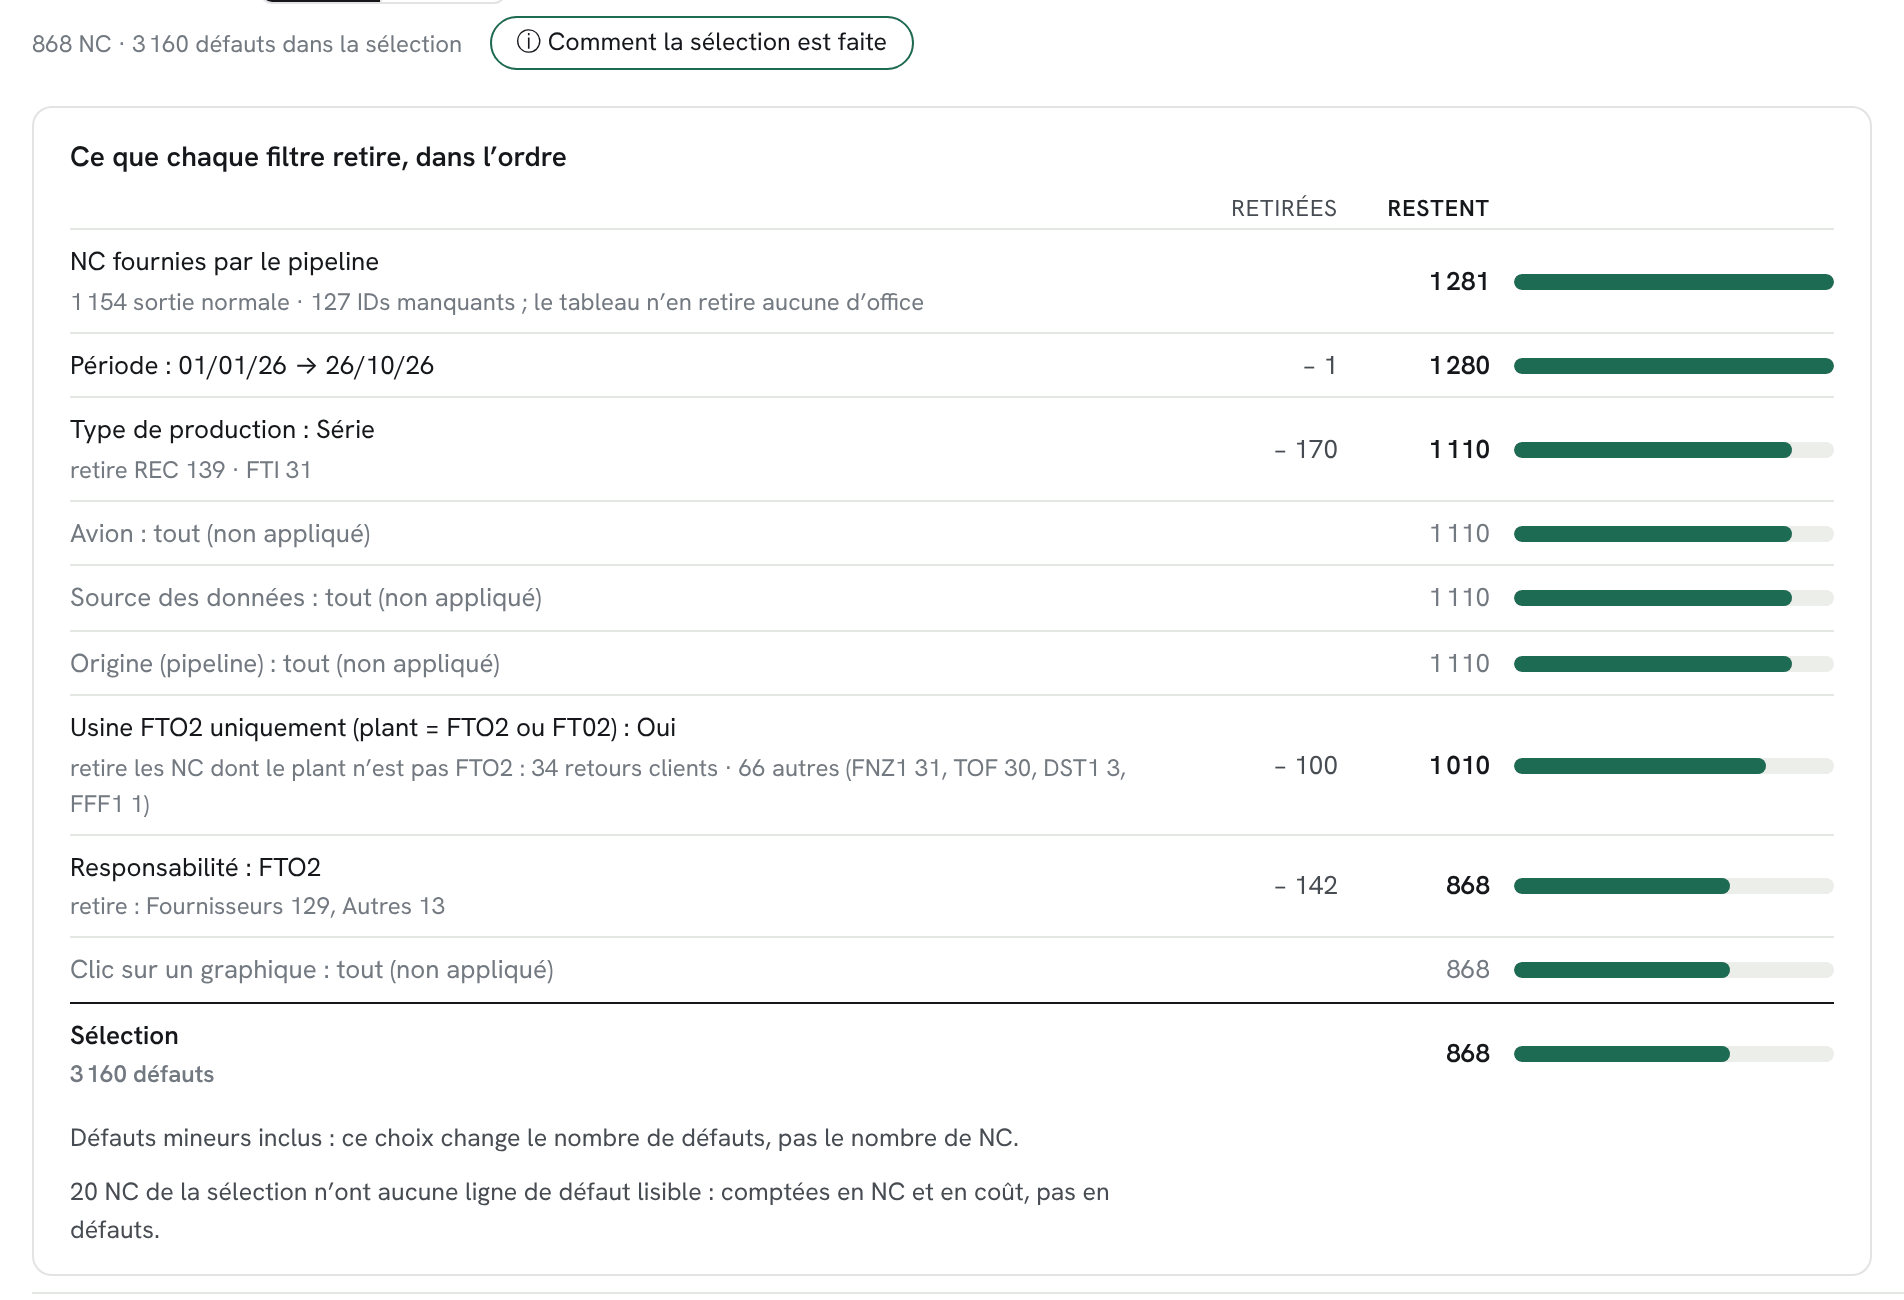 868 NC · 3 160 défauts dans la sélection
ⓘ Comment la sélection est faite
Ce que chaque filtre retire, dans l’ordre
RETIRÉES RESTENT
NC fournies par le pipeline
1 154 sortie normale · 127 IDs manquants ; le tableau n’en retire aucune d’office
1 281
Période : 01/01/26 → 26/10/26
– 1 1 280
Type de production : Série
retire REC 139 · FTI 31
– 170 1 110
Avion : tout (non appliqué)
1 110
Source des données : tout (non appliqué)
1 110
Origine (pipeline) : tout (non appliqué)
1 110
Usine FTO2 uniquement (plant = FTO2 ou FT02) : Oui
retire les NC dont le plant n’est pas FTO2 : 34 retours clients · 66 autres (FNZ1 31, TOF 30, DST1 3,
FFF1 1)
– 100 1 010
Responsabilité : FTO2
retire : Fournisseurs 129, Autres 13
– 142 868
Clic sur un graphique : tout (non appliqué)
868
Sélection
3 160 défauts
868
Défauts mineurs inclus : ce choix change le nombre de défauts, pas le nombre de NC.
20 NC de la sélection n’ont aucune ligne de défaut lisible : comptées en NC et en coût, pas en
défauts.